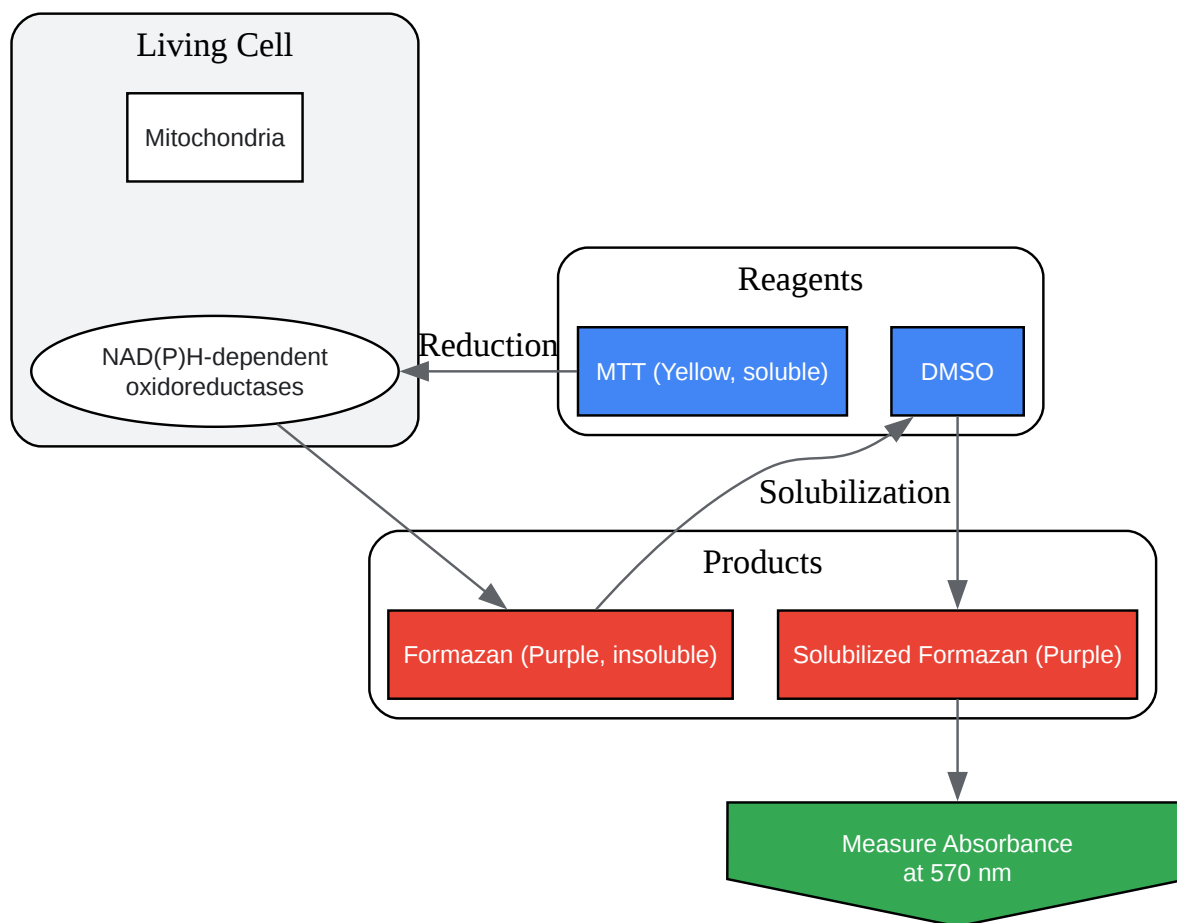 Living Cell
Mitochondria
NAD(P)H-dependent
oxidoreductases
Reduction
Reagents
MTT (Yellow, soluble)
DMSO
Solubilization
Products
Formazan (Purple, insoluble)
Solubilized Formazan (Purple)
Measure Absorbance
at 570 nm